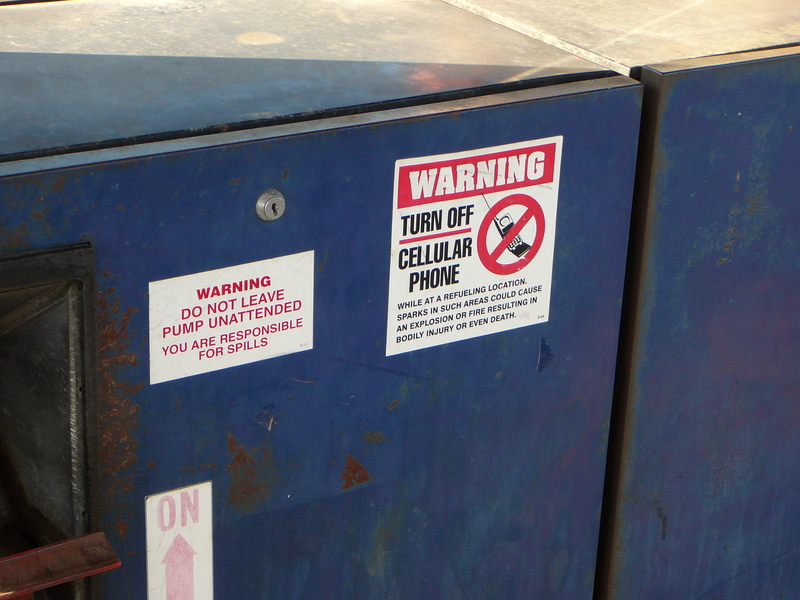 WARNING
DO NOT LEAVE
PUMP UNATTENDED
YOU ARE RESPONSIBLE
FOR SPILLS
WARNING
TURN OFF
CELLULAR
PHONE
WHILE AT A REFUELING LOCATION.
SPARKS IN SUCH AREAS COULD CAUSE
AN EXPLOSION OR FIRE RESULTING IN
BODILY INJURY OR EVEN DEATH.
ON